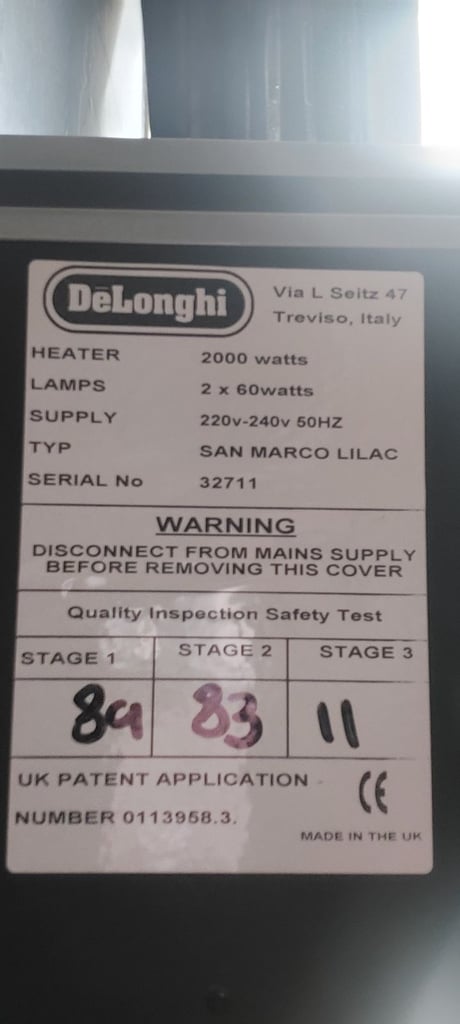 DeLonghi
Via L Seitz 47
Treviso, Italy
HEATER 2000 watts
LAMPS 2 x 60watts
SUPPLY 220v-240v 50HZ
TYP SAN MARCO LILAC
SERIAL No 32711
WARNING
DISCONNECT FROM MAINS SUPPLY
BEFORE REMOVING THIS COVER
Quality Inspection Safety Test
STAGE 1 STAGE 2 STAGE 3
89 83 11
UK PATENT APPLICATION
NUMBER 0113958.3.
CE
MADE IN THE UK